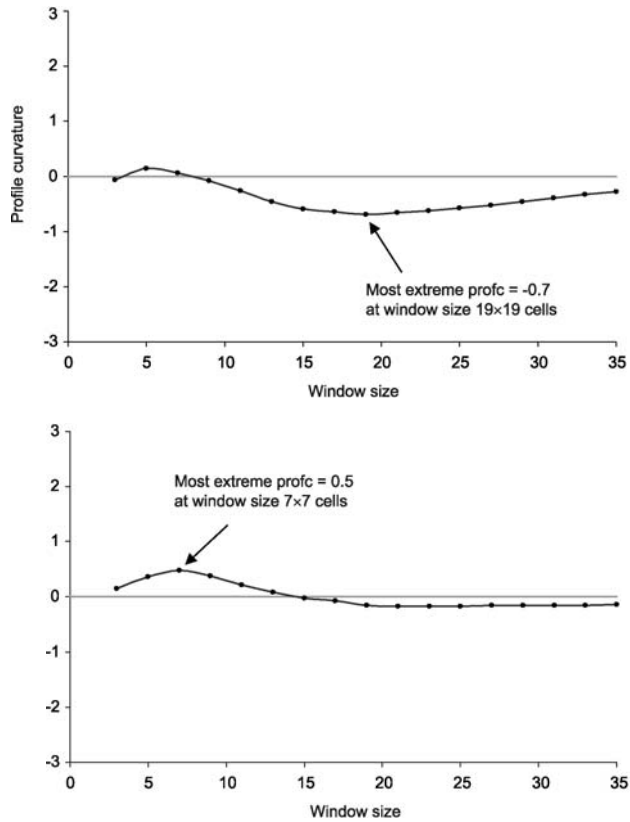 3
2
1
0
-1
-2
-3
Profile curvature
Most extreme profc = -0.7
at window size 19×19 cells
0 5 10 15 20 25 30 35
Window size
3
2
1
0
-1
-2
-3
Most extreme profc = 0.5
at window size 7×7 cells
0 5 10 15 20 25 30 35
Window size